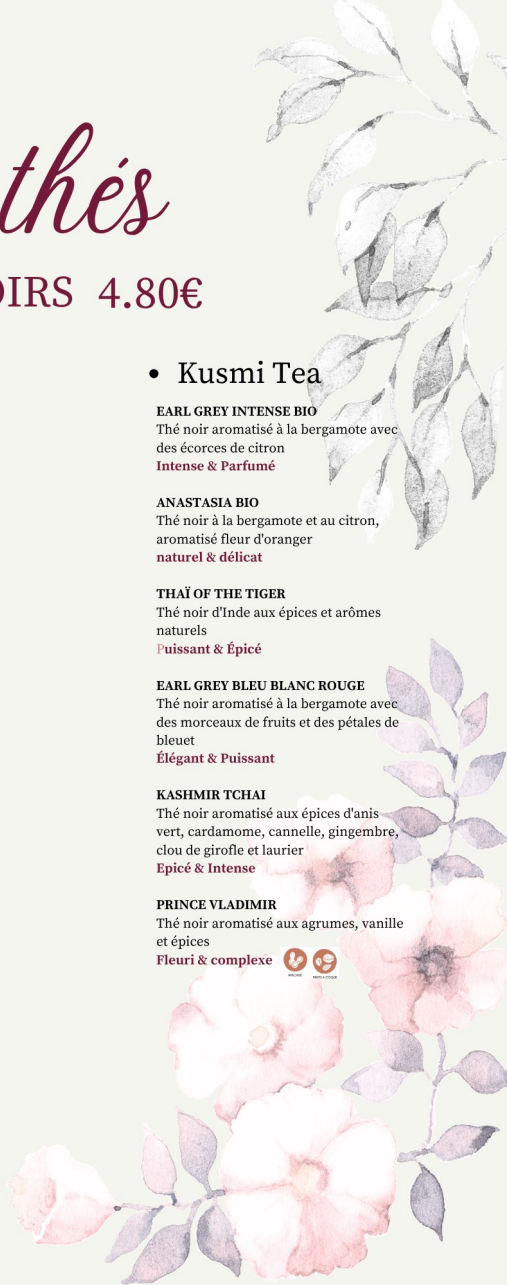 thés
OIRS 4.80€
• Kusmi Tea
EARL GREY INTENSE BIO
Thé noir aromatisé à la bergamote avec
des écorces de citron
Intense & Parfumé
ANASTASIA BIO
Thé noir à la bergamote et au citron,
aromatisé fleur d'oranger
naturel & délicat
THAÏ OF THE TIGER
Thé noir d'Inde aux épices et arômes
naturels
Puissant & Épicé
EARL GREY BLEU BLANC ROUGE
Thé noir aromatisé à la bergamote avec
des morceaux de fruits et des pétales de
bleuet
Élégant & Puissant
KASHMIR TCHAI
Thé noir aromatisé aux épices d'anis
vert, cardamome, cannelle, gingembre,
clou de girofle et laurier
Epicé & Intense
PRINCE VLADIMIR
Thé noir aromatisé aux agrumes, vanille
et épices
Fleuri & complexe